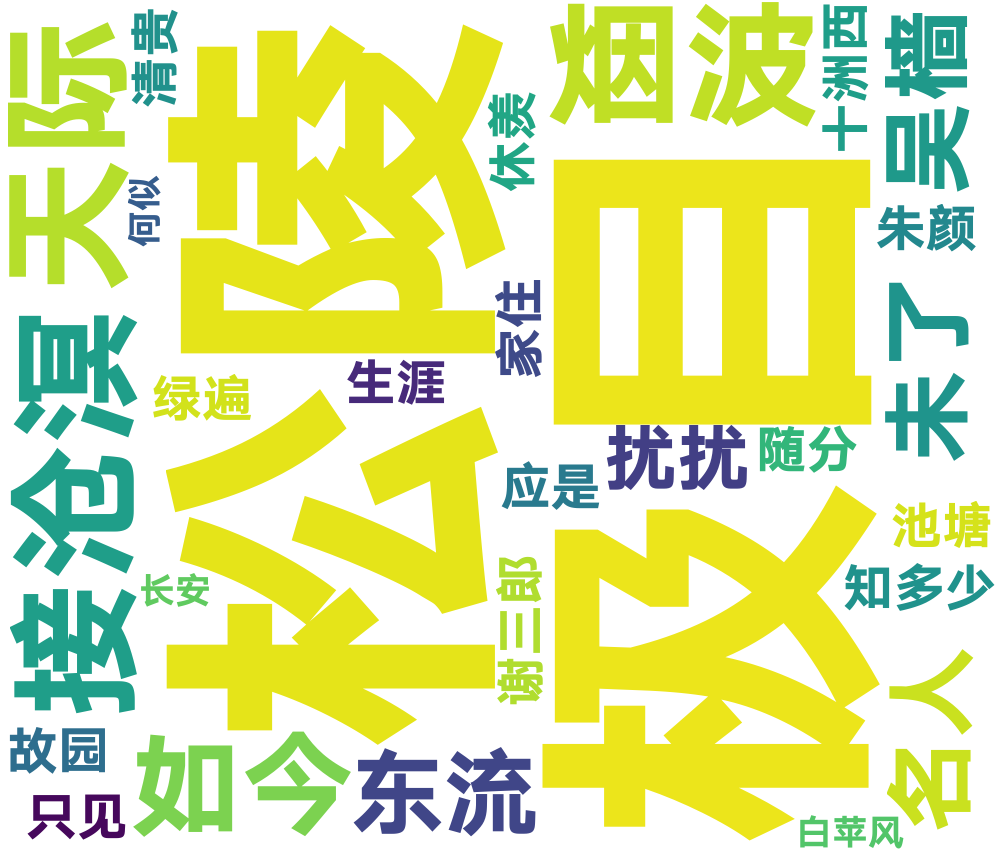 清贵
天际
松陵
烟波
休羡
十洲西
吴樯
何似
极目
朱颜
家住
未了
接沧溟
生涯
绿遍
扰扰
随分
应是
池塘
知多少
长安
谢三郎
名人
故园
如今
东流
只见
白苹风